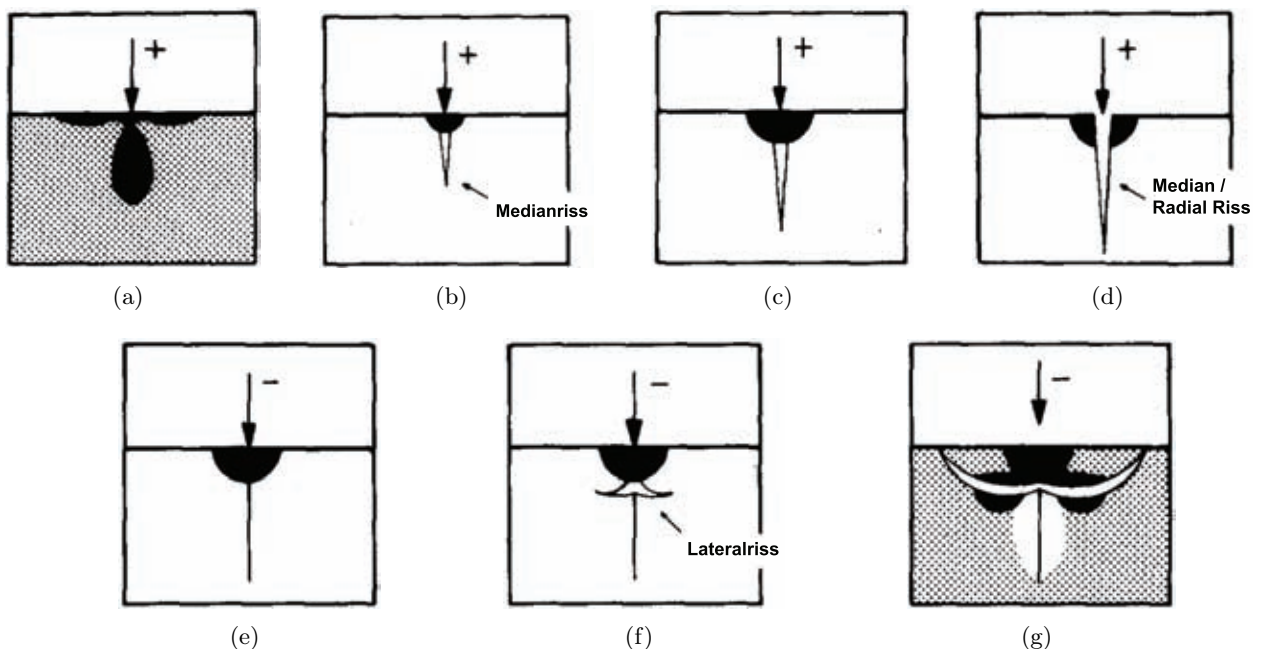 +
+
+
+
Medianriss
Median /
Radial Riss
(a)
(b)
(c)
(d)
−
−
−
Lateralriss
(e)
(f)
(g)